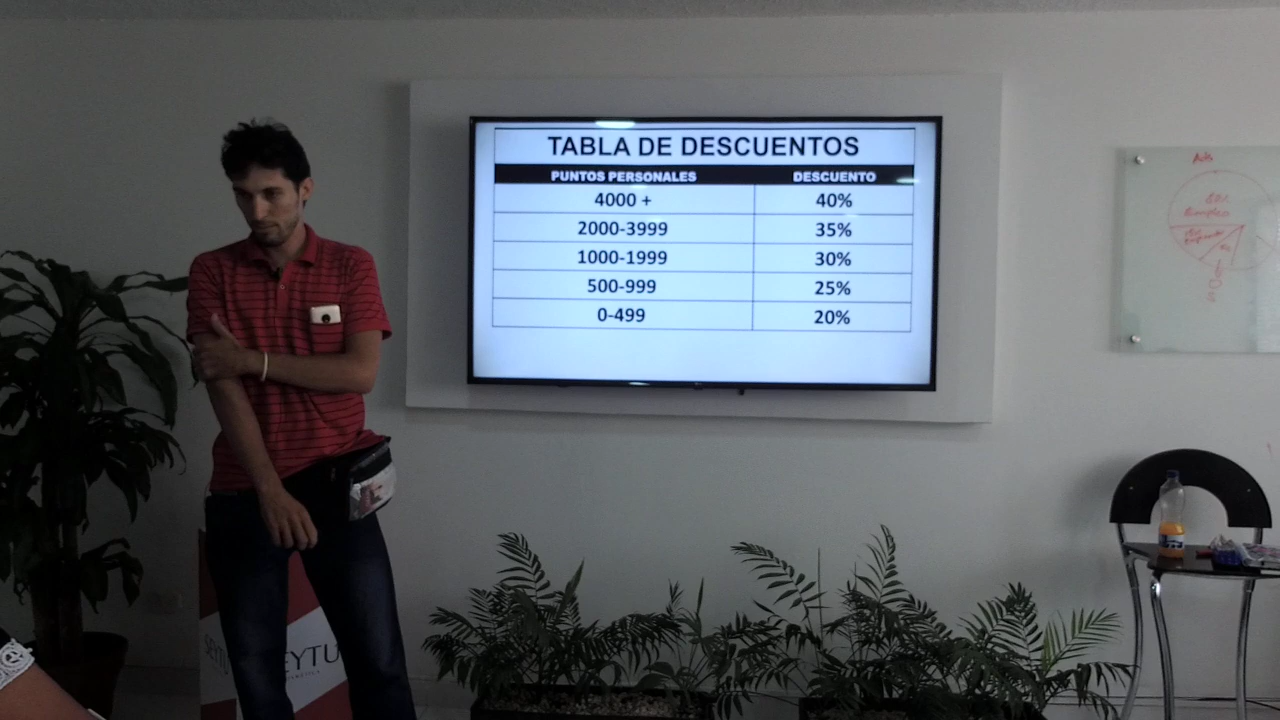 TABLA DE DESCUENTOS
PUNTOS PERSONALES DESCUENTO
4000 + 40%
2000-3999 35%
1000-1999 30%
500-999 25%
0-499 20%
SEYTU